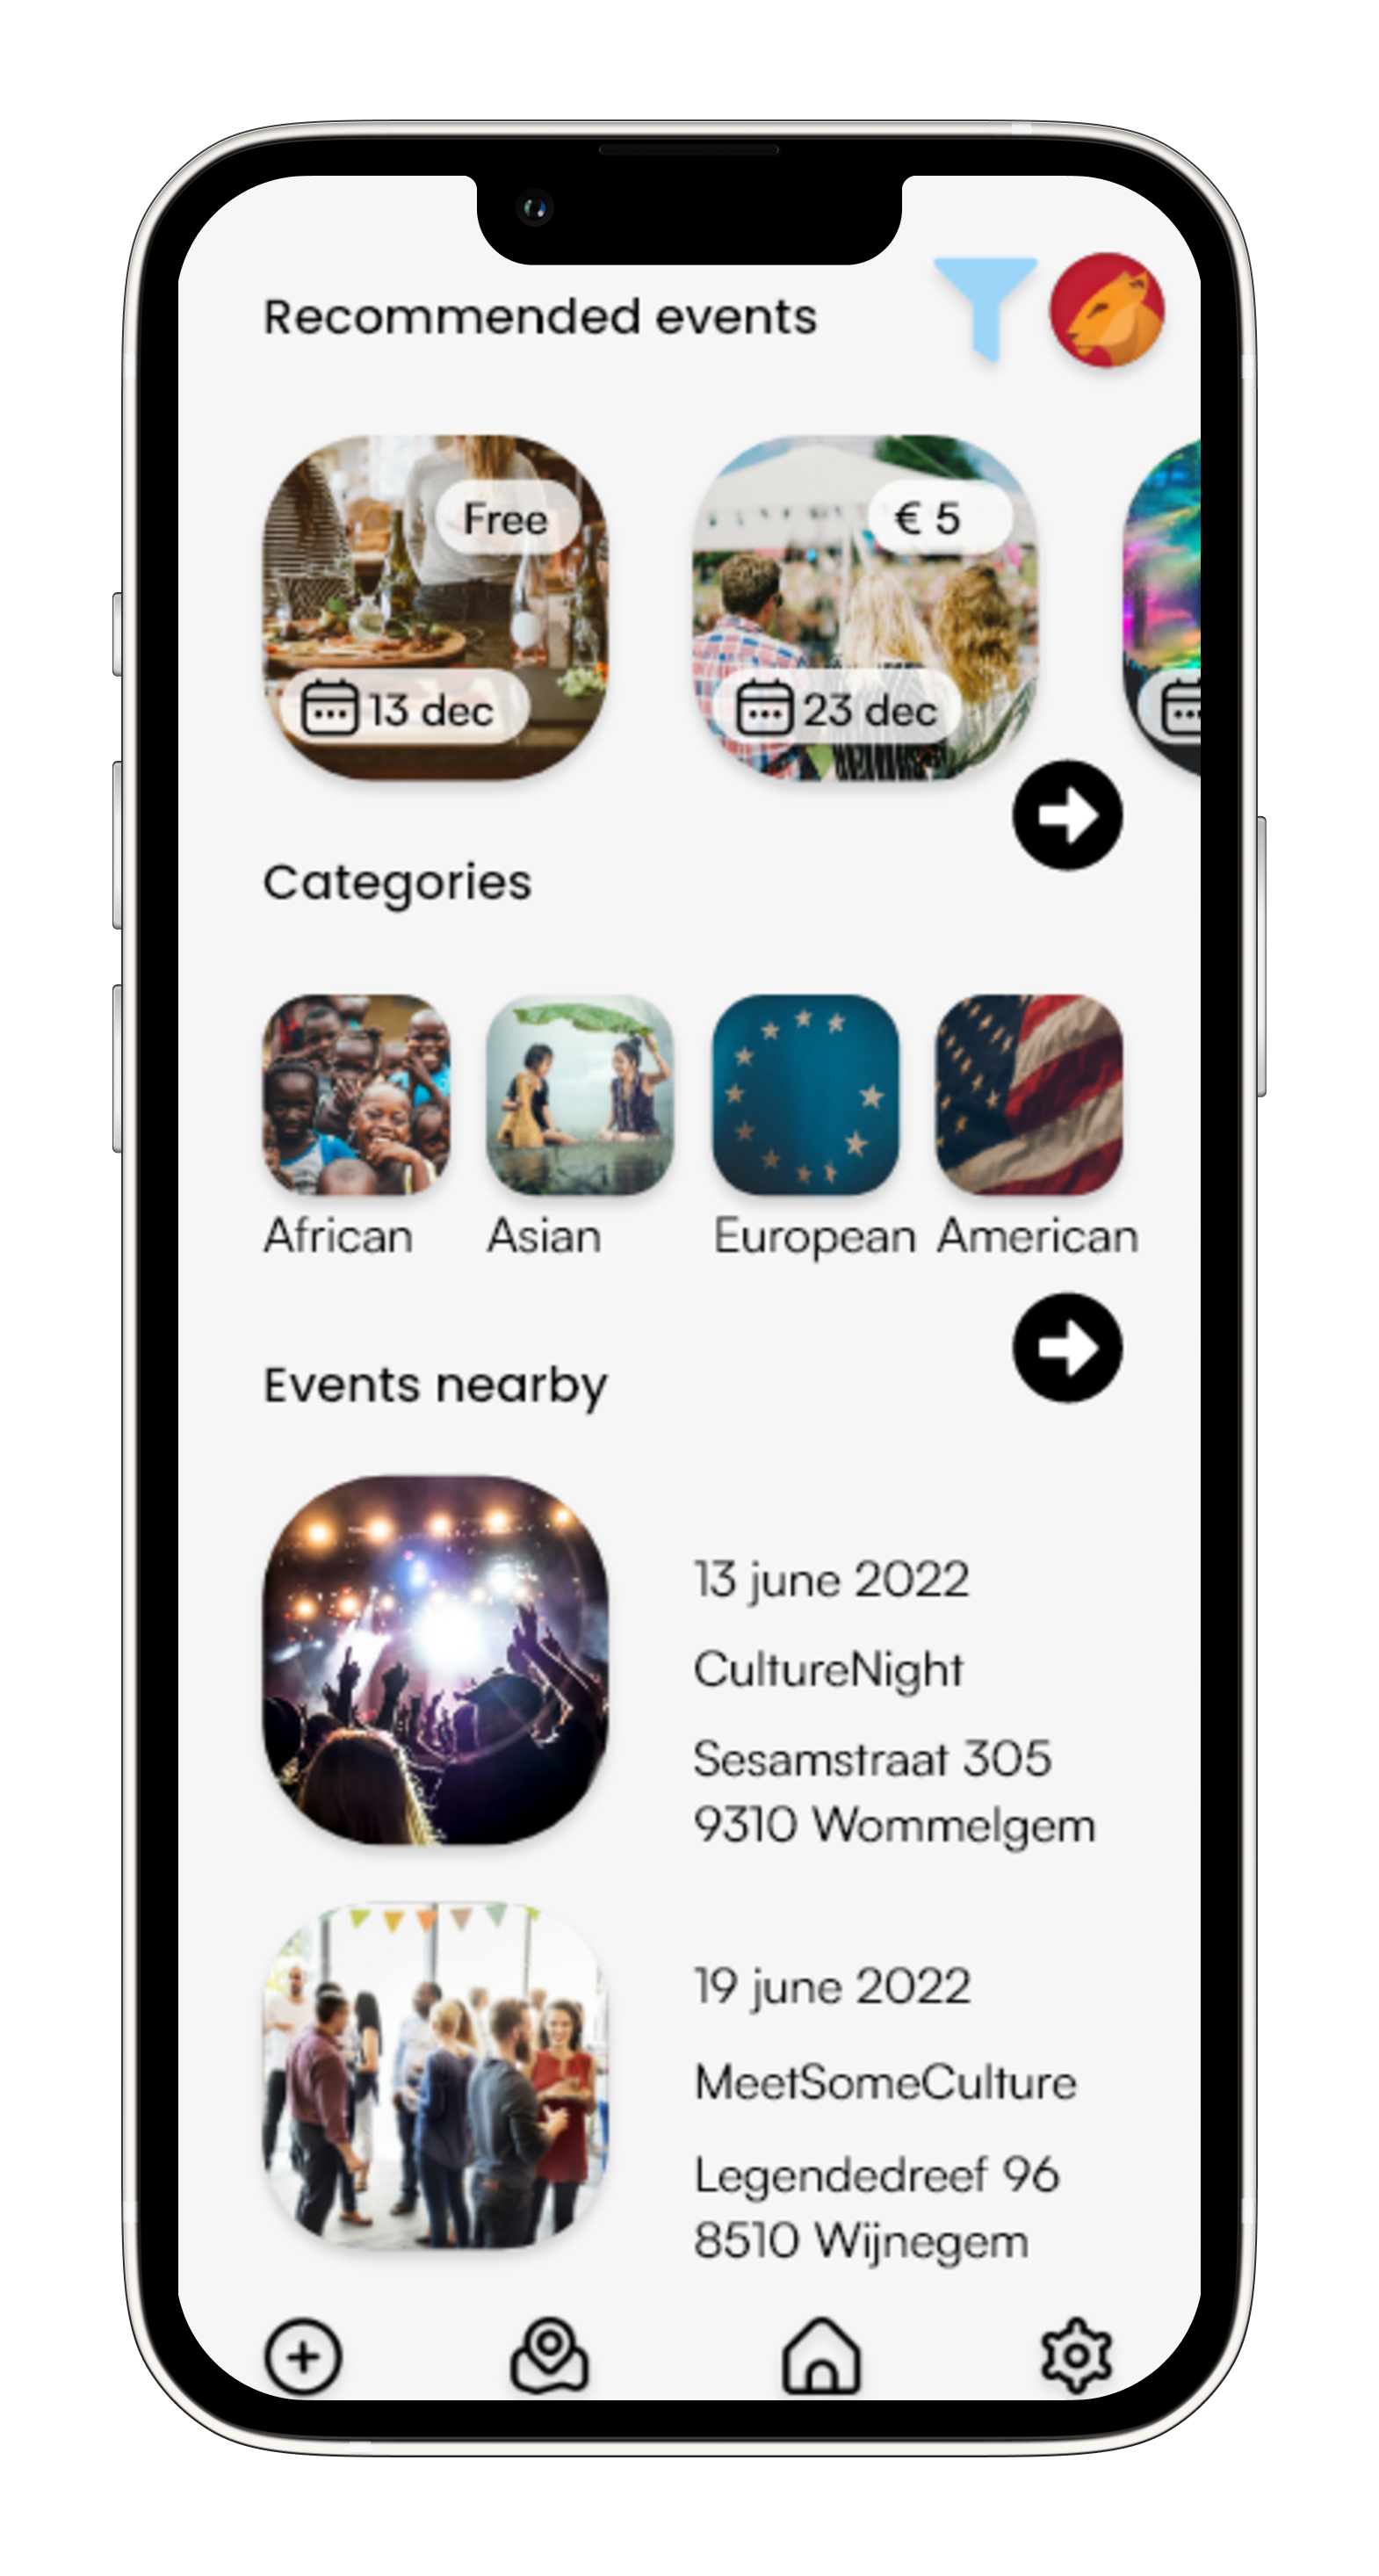 Recommended events
Free
€ 5
13 dec
23 dec
Categories
African
Asian
European
American
Events nearby
13 june 2022
CultureNight
Sesamstraat 305
9310 Wommelgem
19 june 2022
MeetSomeCulture
Legendedreef 96
8510 Wijnegem